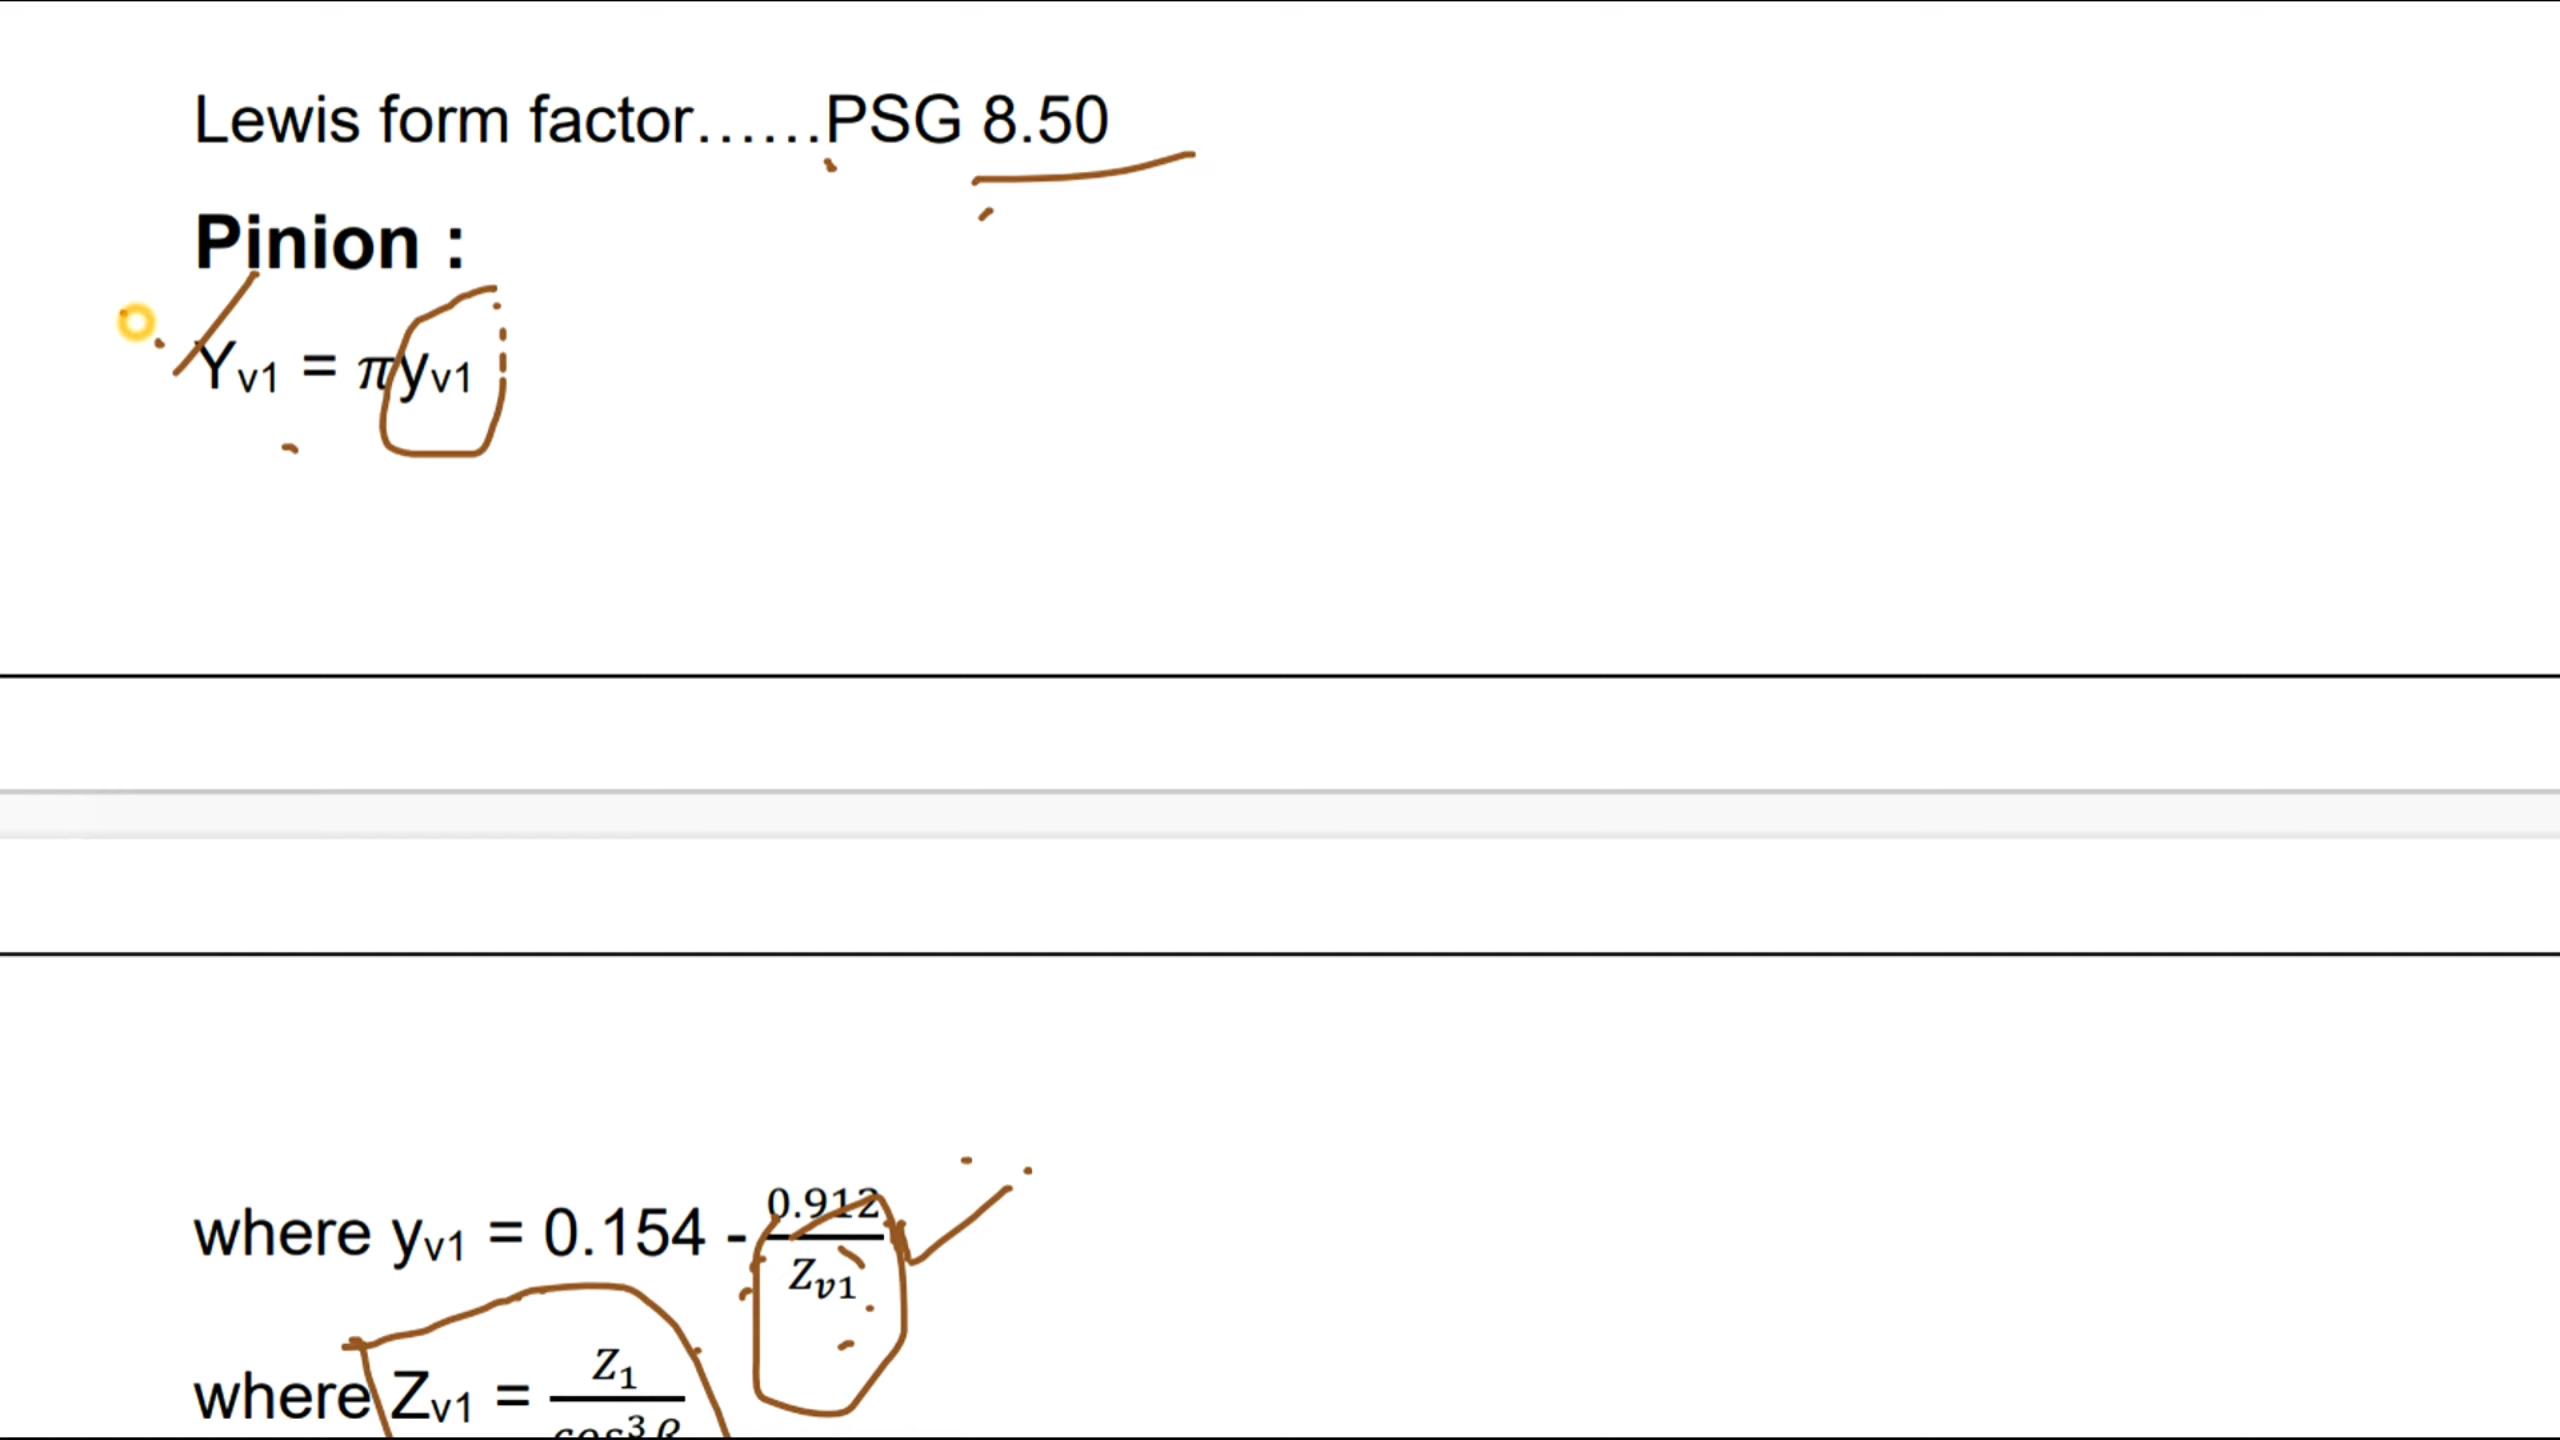 Lewis form factor……PSG 8.50
Pinion :
Yv1 = πyv1
where yv1 = 0.154 - 0.912/Zv1
where Zv1 = Z1/cos³ β